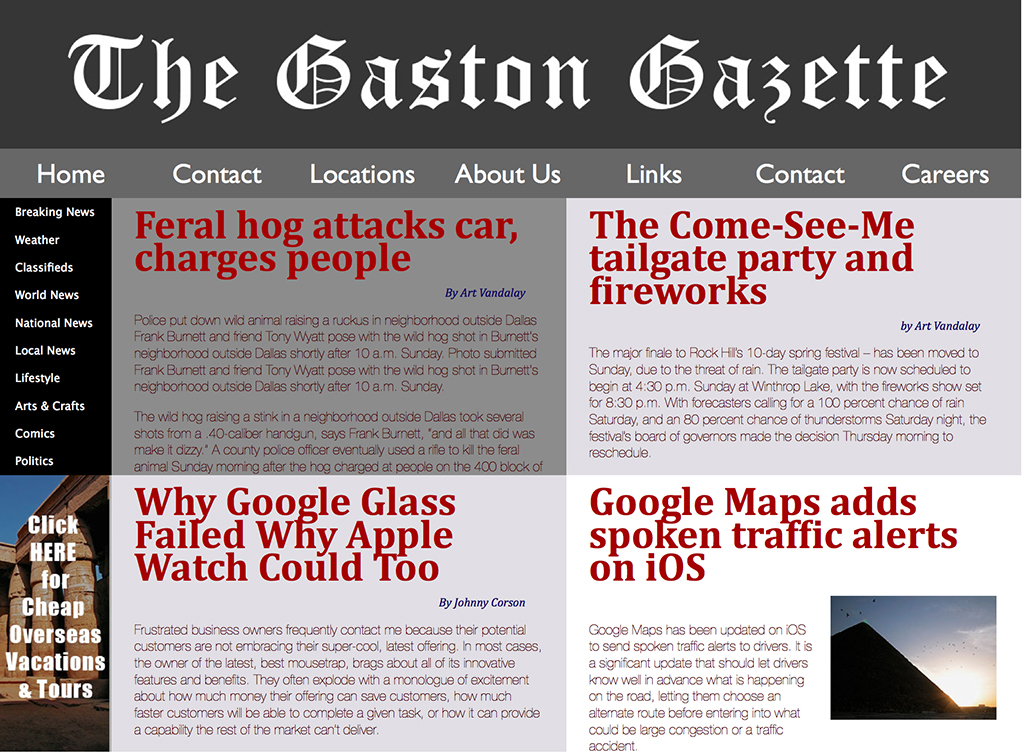 The Gaston Gazette
Home Contact Locations About Us Links Contact Careers
Breaking News
Weather
Classifieds
World News
National News
Local News
Lifestyle
Arts & Crafts
Comics
Politics
Click
HERE
for
Cheap
Overseas
Vacations
& Tours
Feral hog attacks car,
charges people
By Art Vandalay
Police put down wild animal raising a ruckus in neighborhood outside Dallas
Frank Burnett and friend Tony Wyatt pose with the wild hog shot in Burnett's
neighborhood outside Dallas shortly after 10 a.m. Sunday. Photo submitted
Frank Burnett and friend Tony Wyatt pose with the wild hog shot in Burnett's
neighborhood outside Dallas shortly after 10 a.m. Sunday.
The wild hog raising a stink in a neighborhood outside Dallas took several
shots from a .40-caliber handgun, says Frank Burnett, "and all that did was
make it dizzy." A county police officer eventually used a rifle to kill the feral
animal Sunday morning after the hog charged at people on the 400 block of
The Come-See-Me
tailgate party and
fireworks
by Art Vandalay
The major finale to Rock Hill's 10-day spring festival – has been moved to
Sunday, due to the threat of rain. The tailgate party is now scheduled to
begin at 4:30 p.m. Sunday at Winthrop Lake, with the fireworks show set
for 8:30 p.m. With forecasters calling for a 100 percent chance of rain
Saturday, and an 80 percent chance of thunderstorms Saturday night, the
festival's board of governors made the decision Thursday morning to
reschedule.
Why Google Glass
Failed Why Apple
Watch Could Too
By Johnny Corson
Frustrated business owners frequently contact me because their potential
customers are not embracing their super-cool, latest offering. In most cases,
the owner of the latest, best mousetrap, brags about all of its innovative
features and benefits. They often explode with a monologue of excitement
about how much money their offering can save customers, how much
faster customers will be able to complete a given task, or how it can provide
a capability the rest of the market can't deliver.
Google Maps adds
spoken traffic alerts
on iOS
Google Maps has been updated on iOS
to send spoken traffic alerts to drivers. It is
a significant update that should let drivers
know well in advance what is happening
on the road, letting them choose an
alternate route before entering into what
could be large congestion or a traffic
accident.